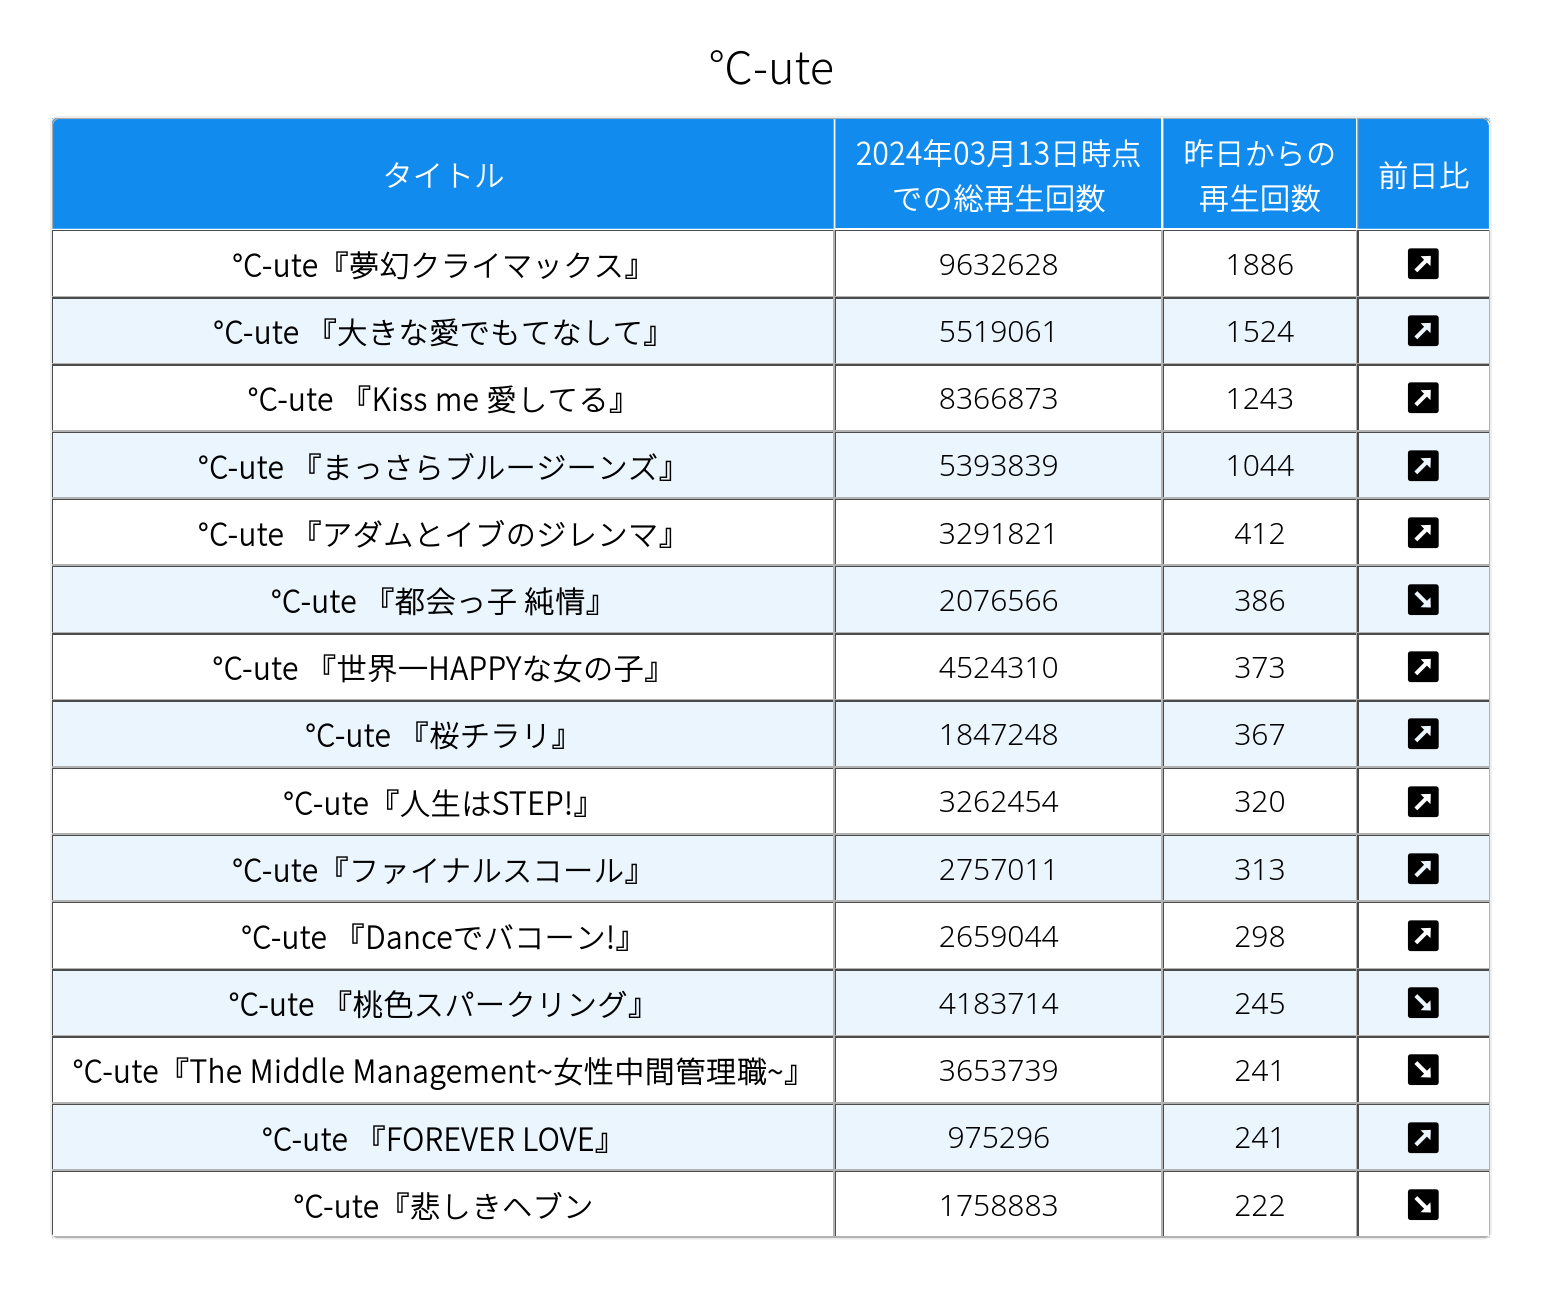 ℃-ute
タイトル
2024年03月13日時点
での総再生回数
昨日からの
再生回数
前日比
℃-ute『夢幻クライマックス』 9632628 1886 ↗
℃-ute 『大きな愛でもてなして』 5519061 1524 ↗
℃-ute 『Kiss me 愛してる』 8366873 1243 ↗
℃-ute 『まっさらブルージーンズ』 5393839 1044 ↗
℃-ute 『アダムとイブのジレンマ』 3291821 412 ↗
℃-ute 『都会っ子 純情』 2076566 386 ↘
℃-ute 『世界一HAPPYな女の子』 4524310 373 ↗
℃-ute 『桜チラリ』 1847248 367 ↗
℃-ute『人生はSTEP!』 3262454 320 ↗
℃-ute『ファイナルスコール』 2757011 313 ↗
℃-ute 『Danceでバコーン!』 2659044 298 ↗
℃-ute 『桃色スパークリング』 4183714 245 ↘
℃-ute『The Middle Management~女性中間管理職~』 3653739 241 ↘
℃-ute 『FOREVER LOVE』 975296 241 ↗
℃-ute『悲しきヘブン 1758883 222 ↘